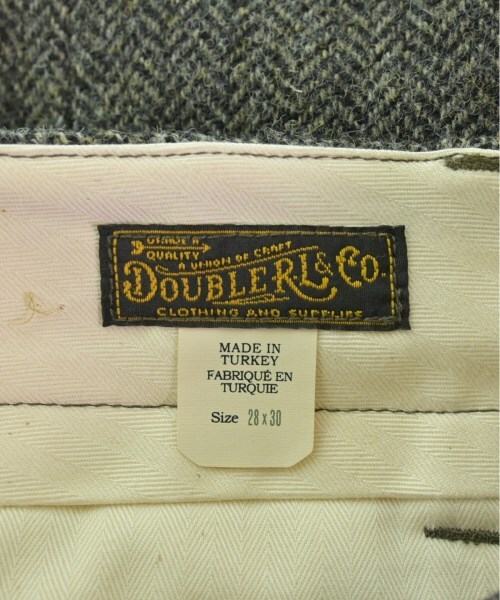 GRADE A
QUALITY
A UNION OF CRAFT
DOUBLERL & CO.
CLOTHING AND SUPPLIES
MADE IN
TURKEY
FABRIQUÉ EN
TURQUIE
Size 28 x 30